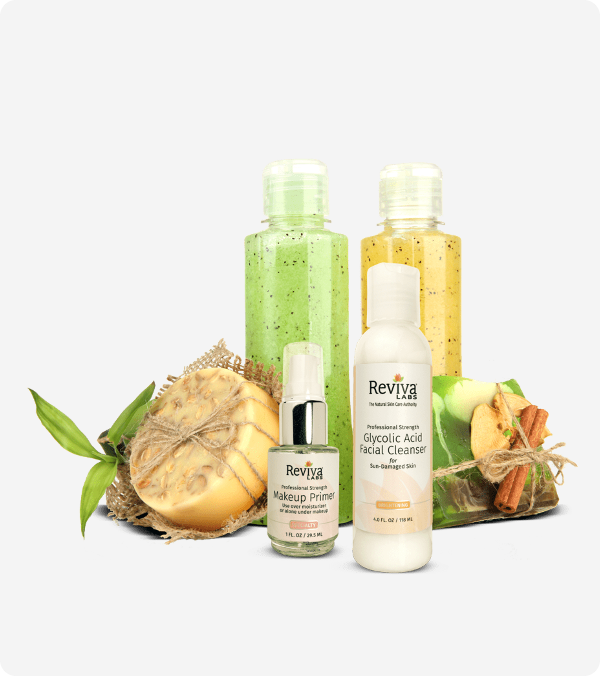 Reviva
LABS
Professional Strength
Makeup Primer
Use over moisturizer
or alone under makeup
1 FL. OZ / 29.5 ML
Reviva
LABS
The Natural Skin Care Authority
Professional Strength
Glycolic Acid
Facial Cleanser
for
Sun-Damaged Skin
4.0 FL. OZ / 118 ML